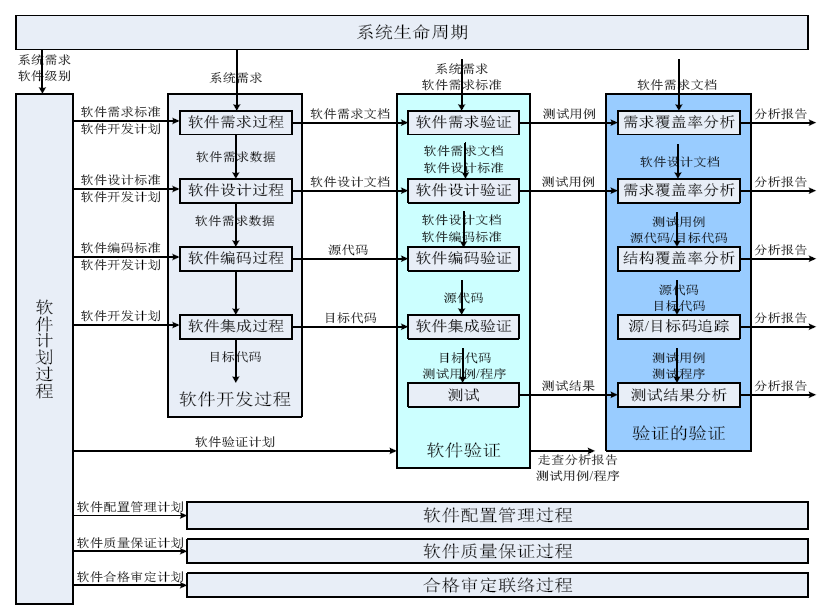 系统生命周期
系统需求
软件级别
系统需求
系统需求
软件需求标准
软件需求文档
软件需求标准
软件开发计划
软件需求过程
软件需求文档
软件需求验证
测试用例
需求覆盖率分析
分析报告
软件需求数据
软件需求文档
软件设计标准
软件设计文档
软件设计标准
软件开发计划
软件设计过程
软件设计文档
软件设计验证
测试用例
需求覆盖率分析
分析报告
软件需求数据
软件设计文档
软件编码标准
测试用例
源代码/目标代码
软件编码标准
软件开发计划
软件编码过程
源代码
软件编码验证
结构覆盖率分析
分析报告
源代码
源代码
目标代码
软件开发计划
软件集成过程
目标代码
软件集成验证
源/目标码追踪
分析报告
目标代码
目标代码
测试用例/程序
测试用例
测试程序
软件计划过程
软件开发过程
测试
测试结果
测试结果分析
分析报告
软件验证计划
软件验证
验证的验证
走查分析报告
测试用例/程序
软件配置管理计划
软件配置管理过程
软件质量保证计划
软件质量保证过程
软件合格审定计划
合格审定联络过程